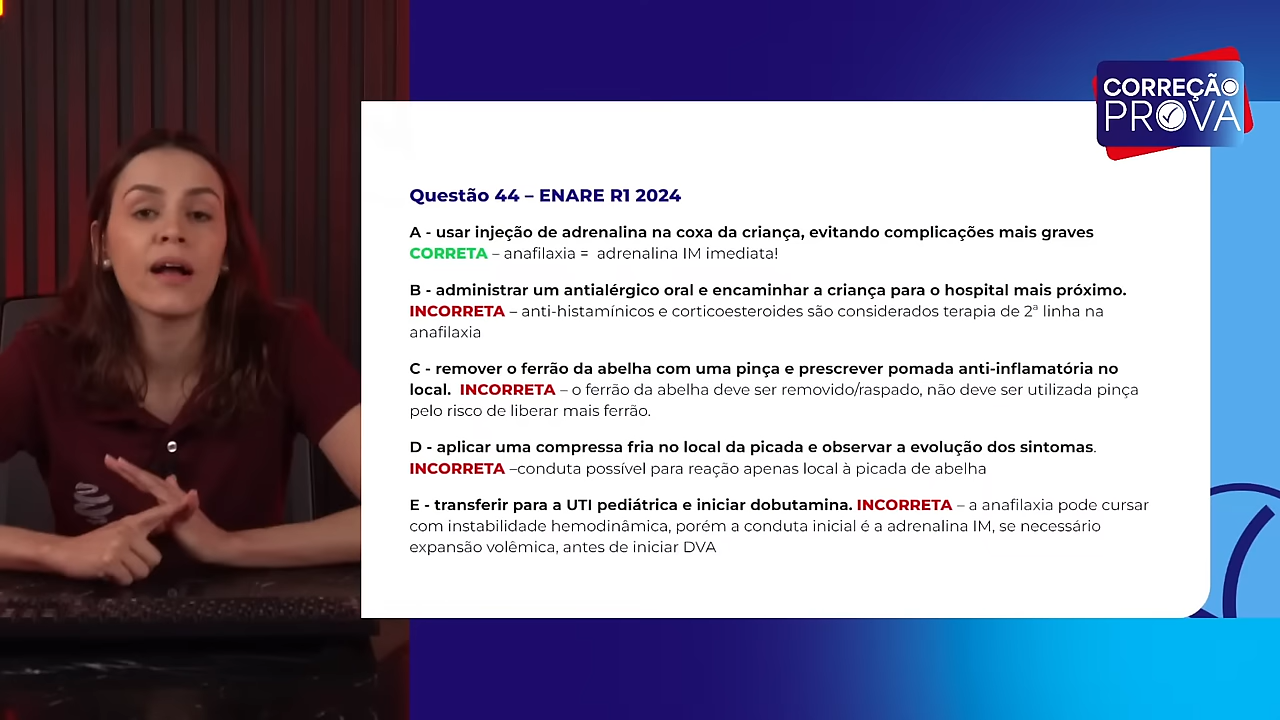 CORREÇÃO
PROVA
Questão 44 – ENARE R1 2024
A - usar injeção de adrenalina na coxa da criança, evitando complicações mais graves
CORRETA – anafilaxia = adrenalina IM imediata!
B - administrar um antialérgico oral e encaminhar a criança para o hospital mais próximo.
INCORRETA – anti-histamínicos e corticoesteroides são considerados terapia de 2ª linha na
anafilaxia
C - remover o ferrão da abelha com uma pinça e prescrever pomada anti-inflamatória no
local. INCORRETA – o ferrão da abelha deve ser removido/raspado, não deve ser utilizada pinça
pelo risco de liberar mais ferrão.
D - aplicar uma compressa fria no local da picada e observar a evolução dos sintomas.
INCORRETA –conduta possível para reação apenas local à picada de abelha
E - transferir para a UTI pediátrica e iniciar dobutamina. INCORRETA – a anafilaxia pode cursar
com instabilidade hemodinâmica, porém a conduta inicial é a adrenalina IM, se necessário
expansão volêmica, antes de iniciar DVA